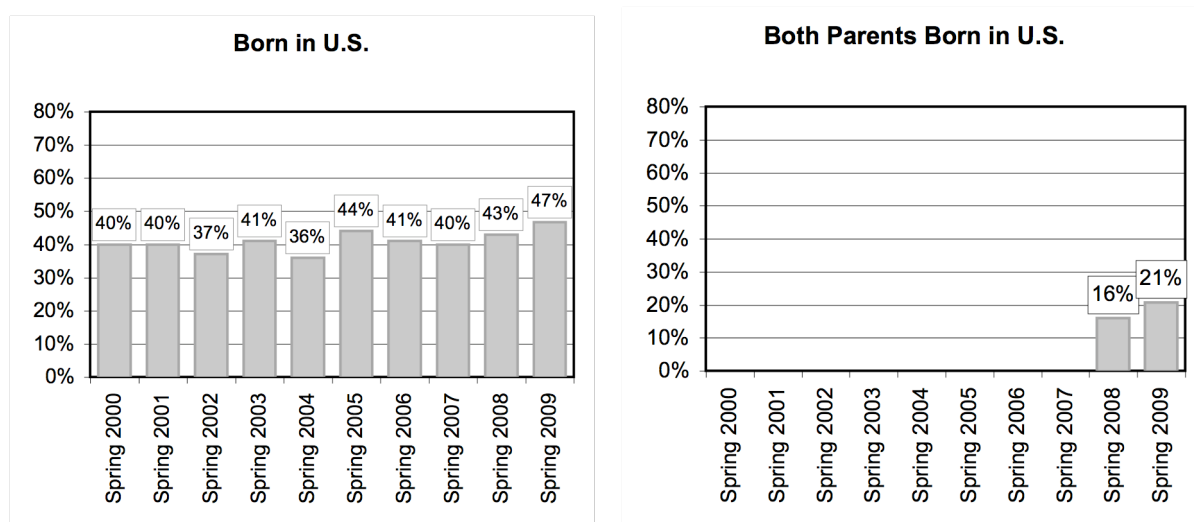 Born in U.S.
80%
70%
60%
50%
40%
30%
20%
10%
0%
40%
40%
37%
41%
36%
44%
41%
40%
43%
47%
Spring 2000
Spring 2001
Spring 2002
Spring 2003
Spring 2004
Spring 2005
Spring 2006
Spring 2007
Spring 2008
Spring 2009
Both Parents Born in U.S.
80%
70%
60%
50%
40%
30%
20%
10%
0%
16%
21%
Spring 2000
Spring 2001
Spring 2002
Spring 2003
Spring 2004
Spring 2005
Spring 2006
Spring 2007
Spring 2008
Spring 2009